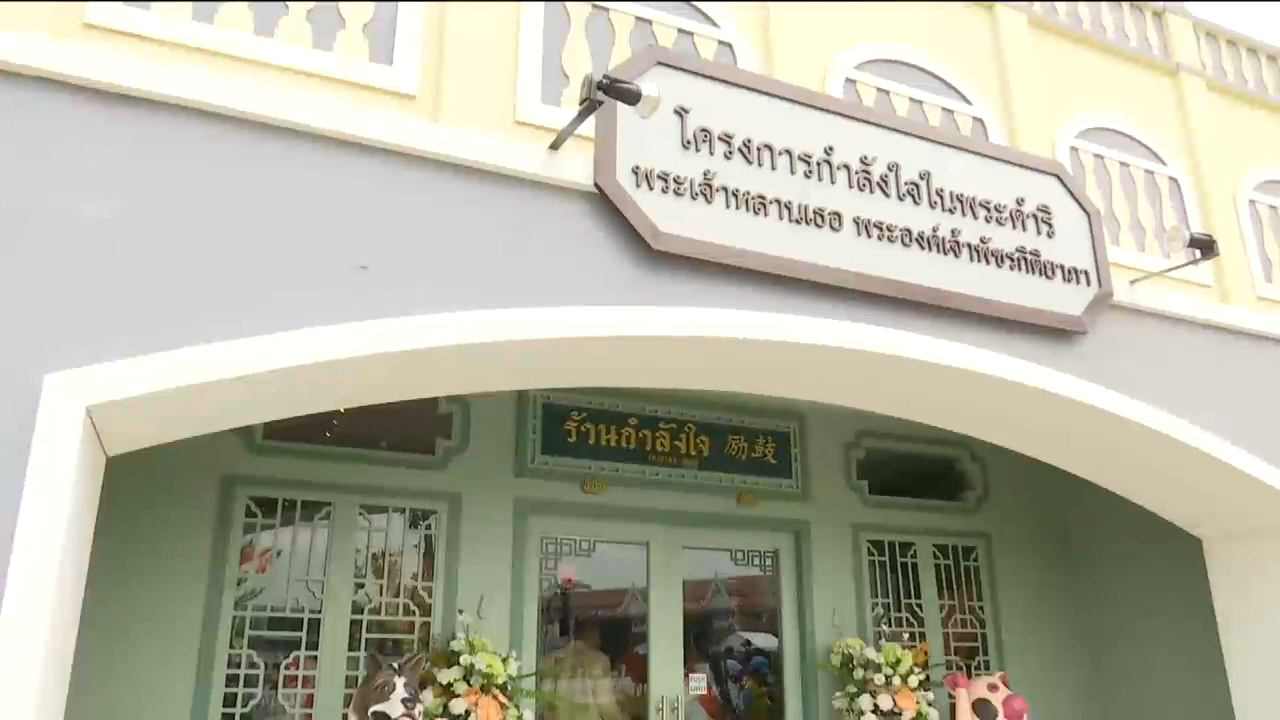 โครงการกำลังใจในพระดำริ
พระเจ้าหลานเธอ พระองค์เจ้าพัชรกิติยาภา
ร้านกำลังใจ 励鼓